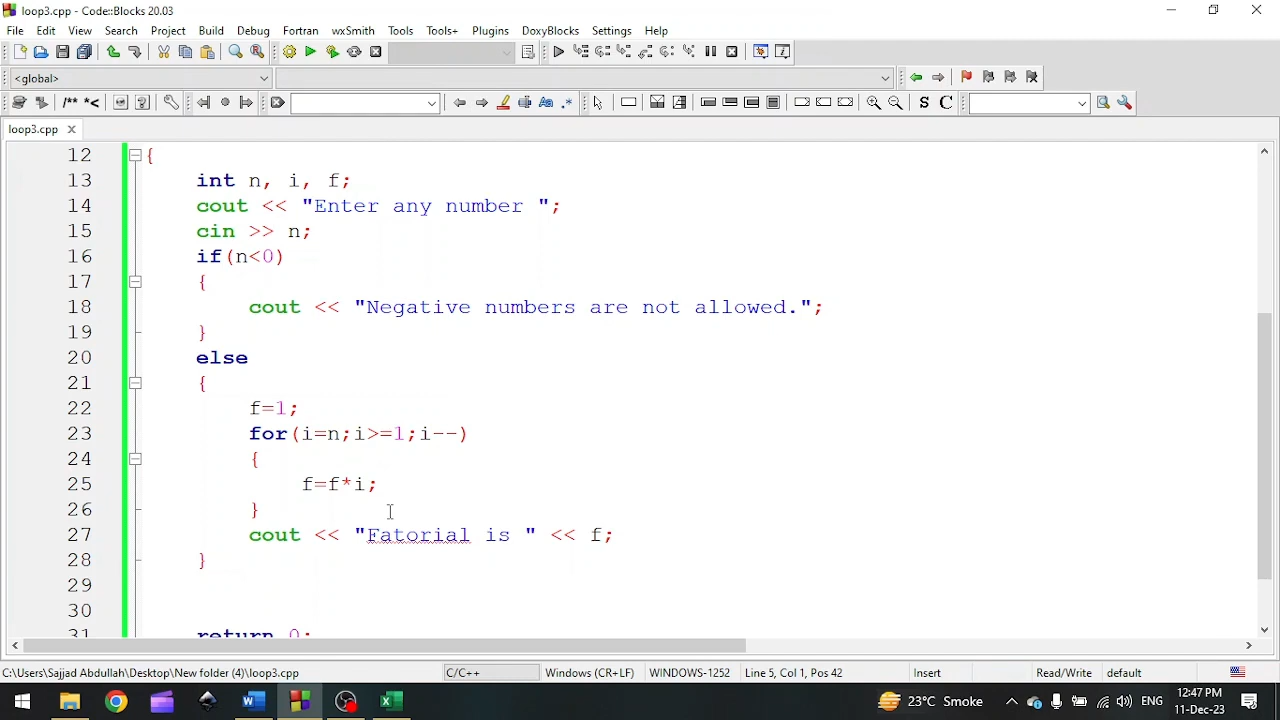 loop3.cpp - Code::Blocks 20.03
File Edit View Search Project Build Debug Fortran wxSmith Tools Tools+ Plugins DoxyBlocks Settings Help
<global>
/** *< S C
loop3.cpp
12 {
13 int n, i, f;
14 cout << "Enter any number ";
15 cin >> n;
16 if(n<0)
17 {
18 cout << "Negative numbers are not allowed.";
19 }
20 else
21 {
22 f=1;
23 for(i=n;i>=1;i--)
24 {
25 f=f*i;
26 }
27 cout << "Fatorial is " << f;
28 }
29
30
31 return 0;
C:\Users\Sajjad Abdullah\Desktop\New folder (4)\loop3.cpp C/C++ Windows (CR+LF) WINDOWS-1252 Line 5, Col 1, Pos 42 Insert Read/Write default
23°C Smoke ENG 12:47 PM
11-Dec-23